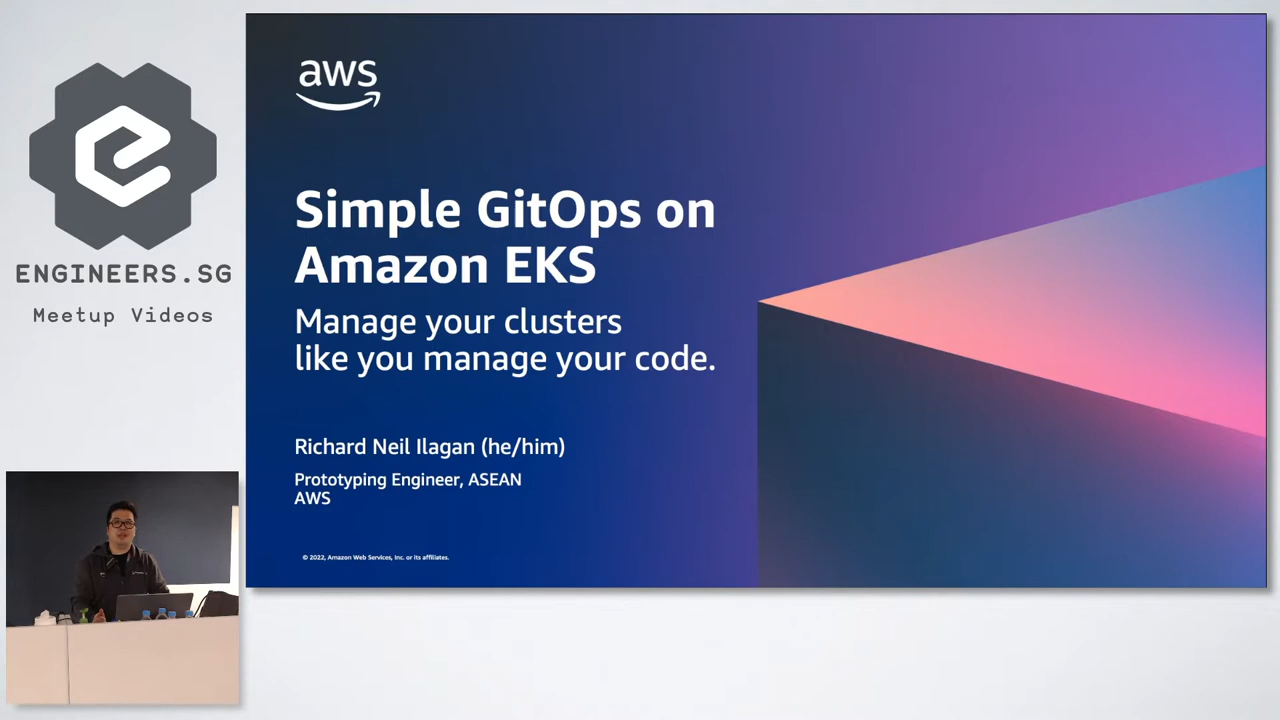 ENGINEERS.SG
Meetup Videos
aws
Simple GitOps on
Amazon EKS
Manage your clusters
like you manage your code.
Richard Neil Ilagan (he/him)
Prototyping Engineer, ASEAN
AWS
© 2022, Amazon Web Services, Inc. or its affiliates.